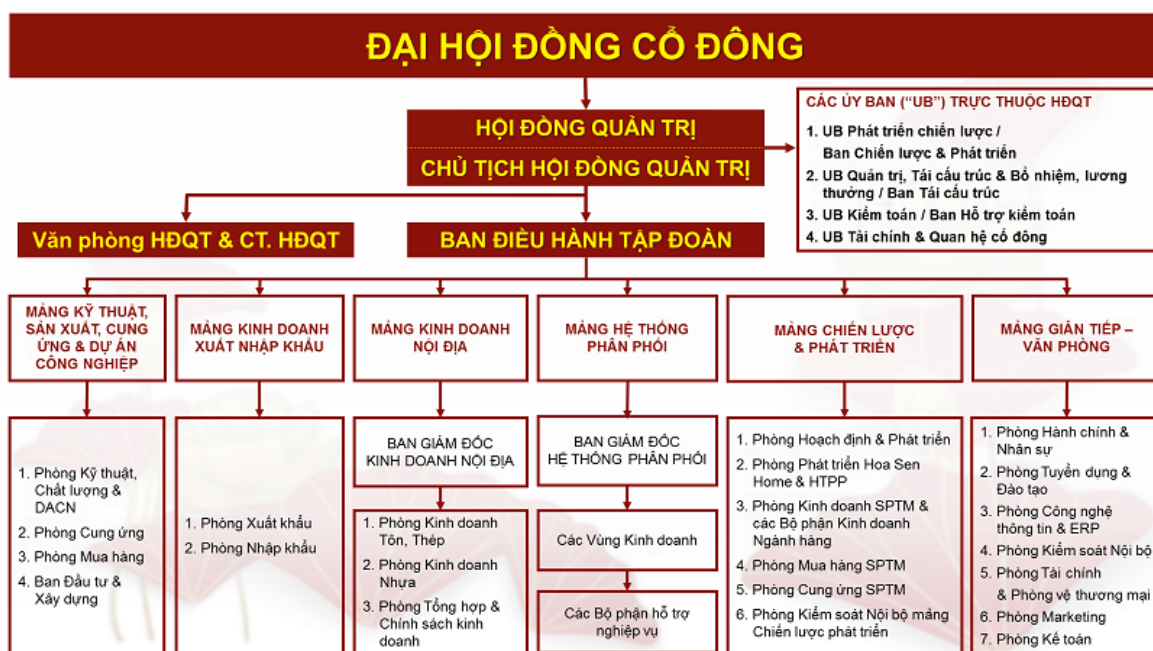 ĐẠI HỘI ĐỒNG CỔ ĐÔNG
HỘI ĐỒNG QUẢN TRỊ
CHỦ TỊCH HỘI ĐỒNG QUẢN TRỊ
CÁC ỦY BAN (“UB”) TRỰC THUỘC HĐQT
1. UB Phát triển chiến lược /
Ban Chiến lược & Phát triển
2. UB Quản trị, Tái cấu trúc & Bổ nhiệm, lương
thưởng / Ban Tái cấu trúc
3. UB Kiểm toán / Ban Hỗ trợ kiểm toán
4. UB Tài chính & Quan hệ cổ đông
Văn phòng HĐQT & CT. HĐQT
BAN ĐIỀU HÀNH TẬP ĐOÀN
MẢNG KỸ THUẬT,
SẢN XUẤT, CUNG
ỨNG & DỰ ÁN
CÔNG NGHIỆP
1. Phòng Kỹ thuật,
Chất lượng &
DACN
2. Phòng Cung ứng
3. Phòng Mua hàng
4. Ban Đầu tư &
Xây dựng
MẢNG KINH DOANH
XUẤT NHẬP KHẨU
1. Phòng Xuất khẩu
2. Phòng Nhập khẩu
MẢNG KINH DOANH
NỘI ĐỊA
BAN GIÁM ĐỐC
KINH DOANH NỘI ĐỊA
1. Phòng Kinh doanh
Tôn, Thép
2. Phòng Kinh doanh
Nhựa
3. Phòng Tổng hợp &
Chính sách kinh
doanh
MẢNG HỆ THỐNG
PHÂN PHỐI
BAN GIÁM ĐỐC
HỆ THỐNG PHÂN PHỐI
Các Vùng Kinh doanh
Các Bộ phận hỗ trợ
nghiệp vụ
MẢNG CHIẾN LƯỢC
& PHÁT TRIỂN
1. Phòng Hoạch định & Phát triển
2. Phòng Phát triển Hoa Sen
Home & HTPP
3. Phòng Kinh doanh SPTM &
các Bộ phận Kinh doanh
Ngành hàng
4. Phòng Mua hàng SPTM
5. Phòng Cung ứng SPTM
6. Phòng Kiểm soát Nội bộ mảng
Chiến lược phát triển
MẢNG GIÁN TIẾP –
VĂN PHÒNG
1. Phòng Hành chính &
Nhân sự
2. Phòng Tuyển dụng &
Đào tạo
3. Phòng Công nghệ
thông tin & ERP
4. Phòng Kiểm soát Nội bộ
5. Phòng Tài chính
& Phòng vệ thương mại
6. Phòng Marketing
7. Phòng Kế toán